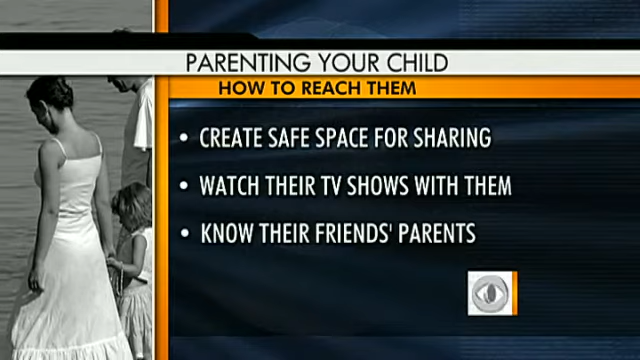 PARENTING YOUR CHILD
HOW TO REACH THEM
• CREATE SAFE SPACE FOR SHARING
• WATCH THEIR TV SHOWS WITH THEM
• KNOW THEIR FRIENDS' PARENTS